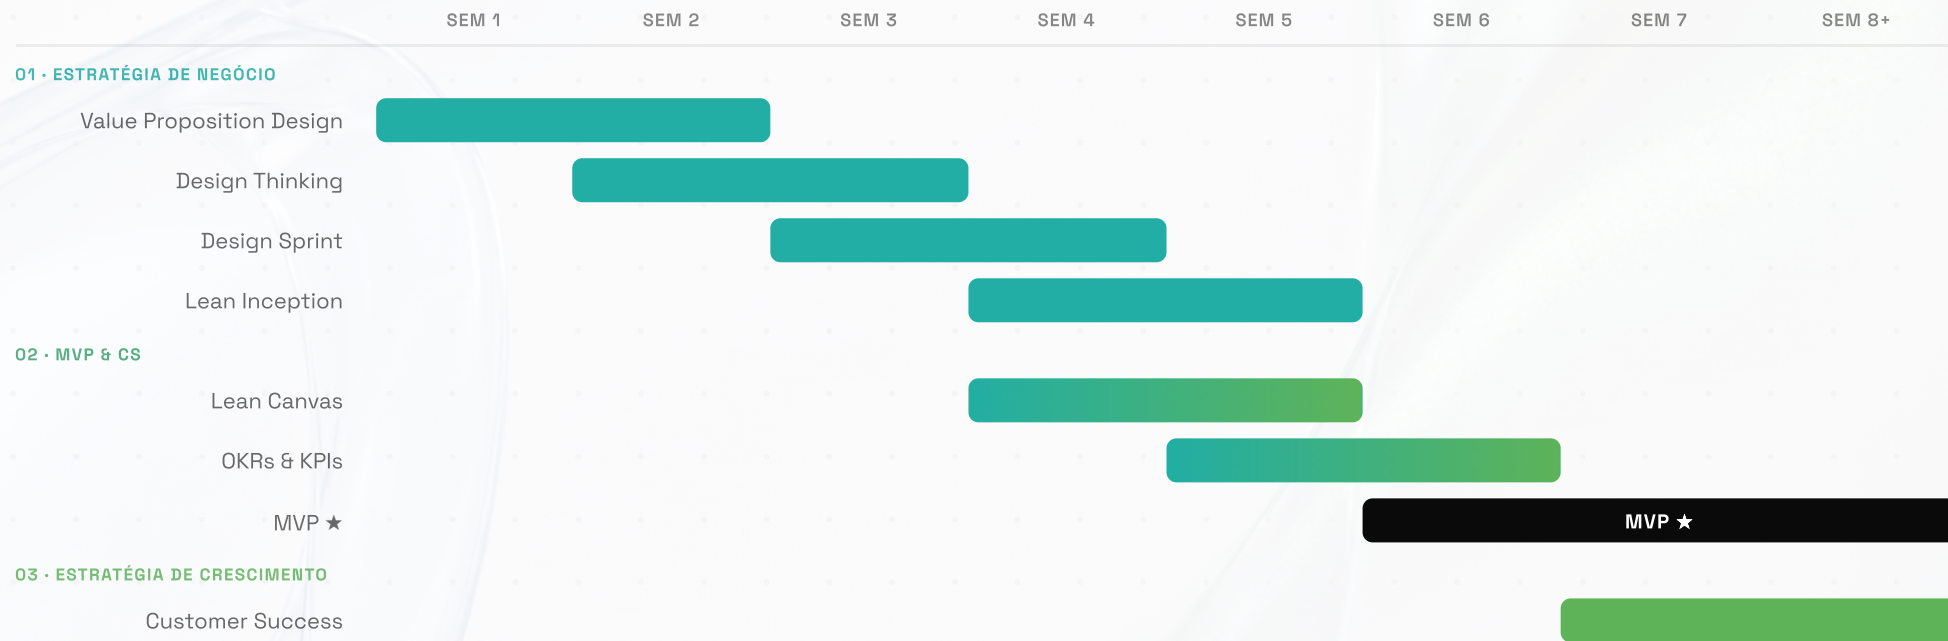 SEM 1 SEM 2 SEM 3 SEM 4 SEM 5 SEM 6 SEM 7 SEM 8+
01 · ESTRATÉGIA DE NEGÓCIO
Value Proposition Design
Design Thinking
Design Sprint
Lean Inception
02 · MVP & CS
Lean Canvas
OKRs & KPIs
MVP ★ MVP ★
03 · ESTRATÉGIA DE CRESCIMENTO
Customer Success